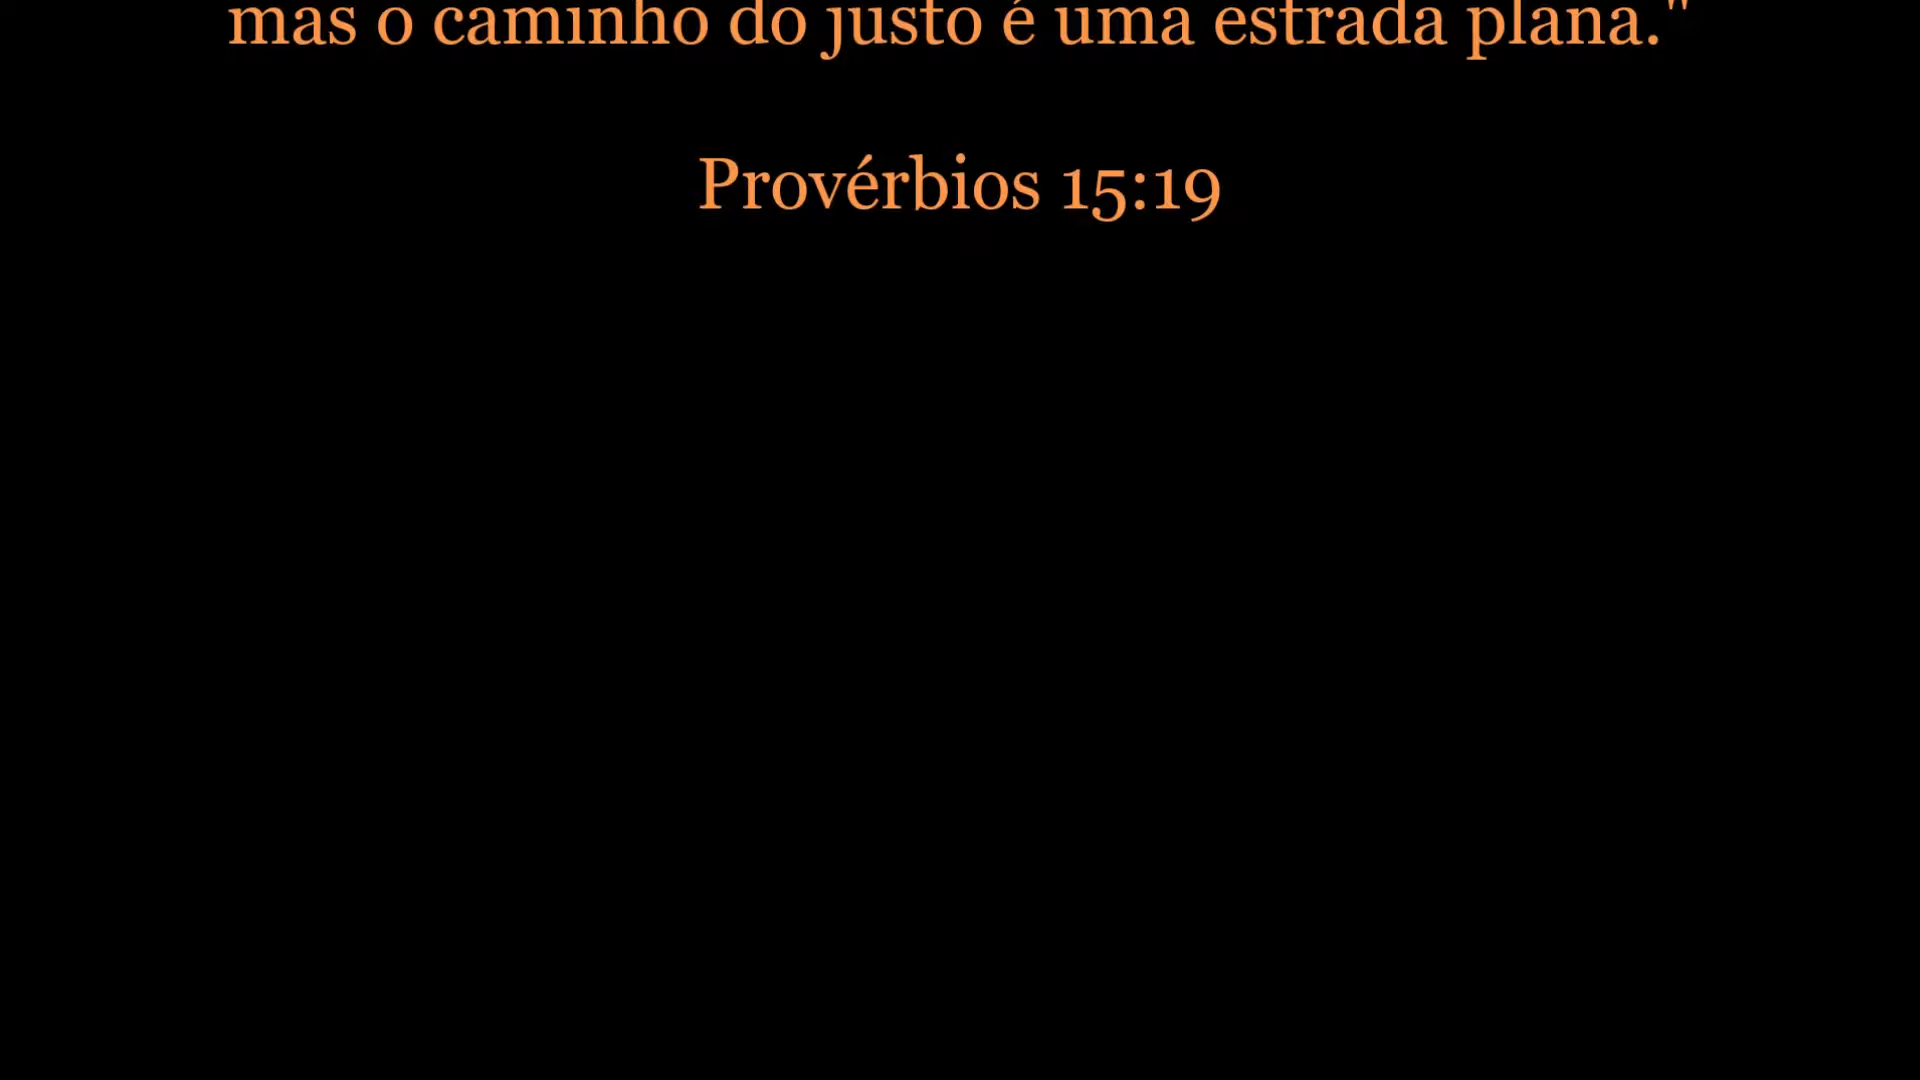 mas o caminho do justo é uma estrada plana."
Provérbios 15:19